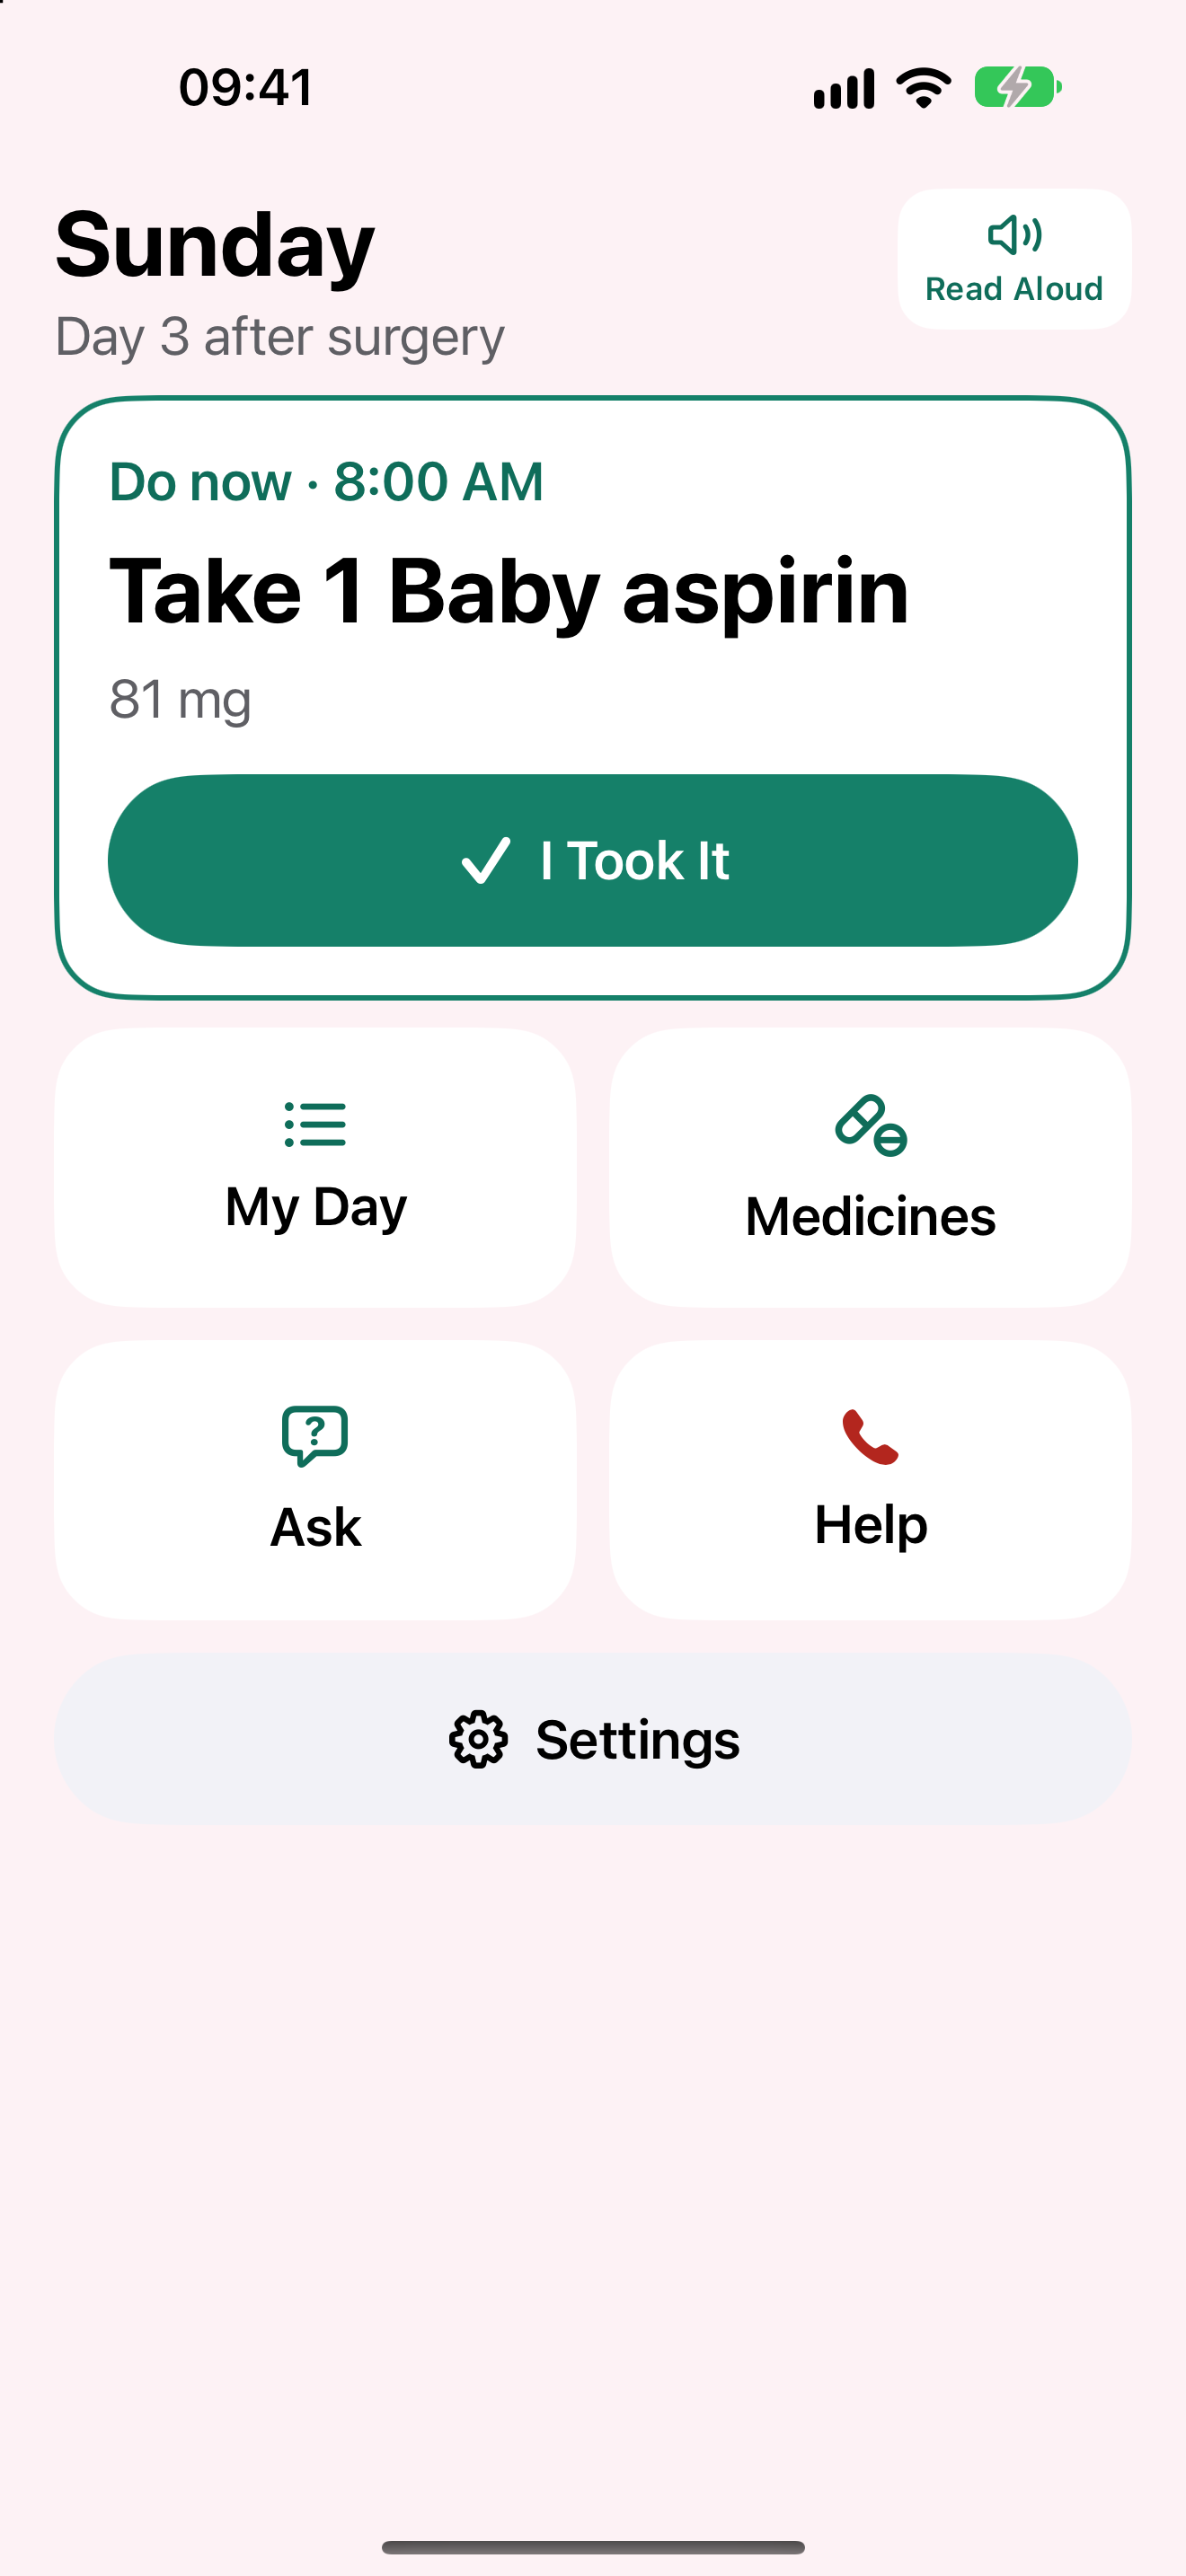 09:41
Sunday
Read Aloud
Day 3 after surgery
Do now · 8:00 AM
Take 1 Baby aspirin
81 mg
I Took It
My Day
Medicines
?
Ask
Help
Settings